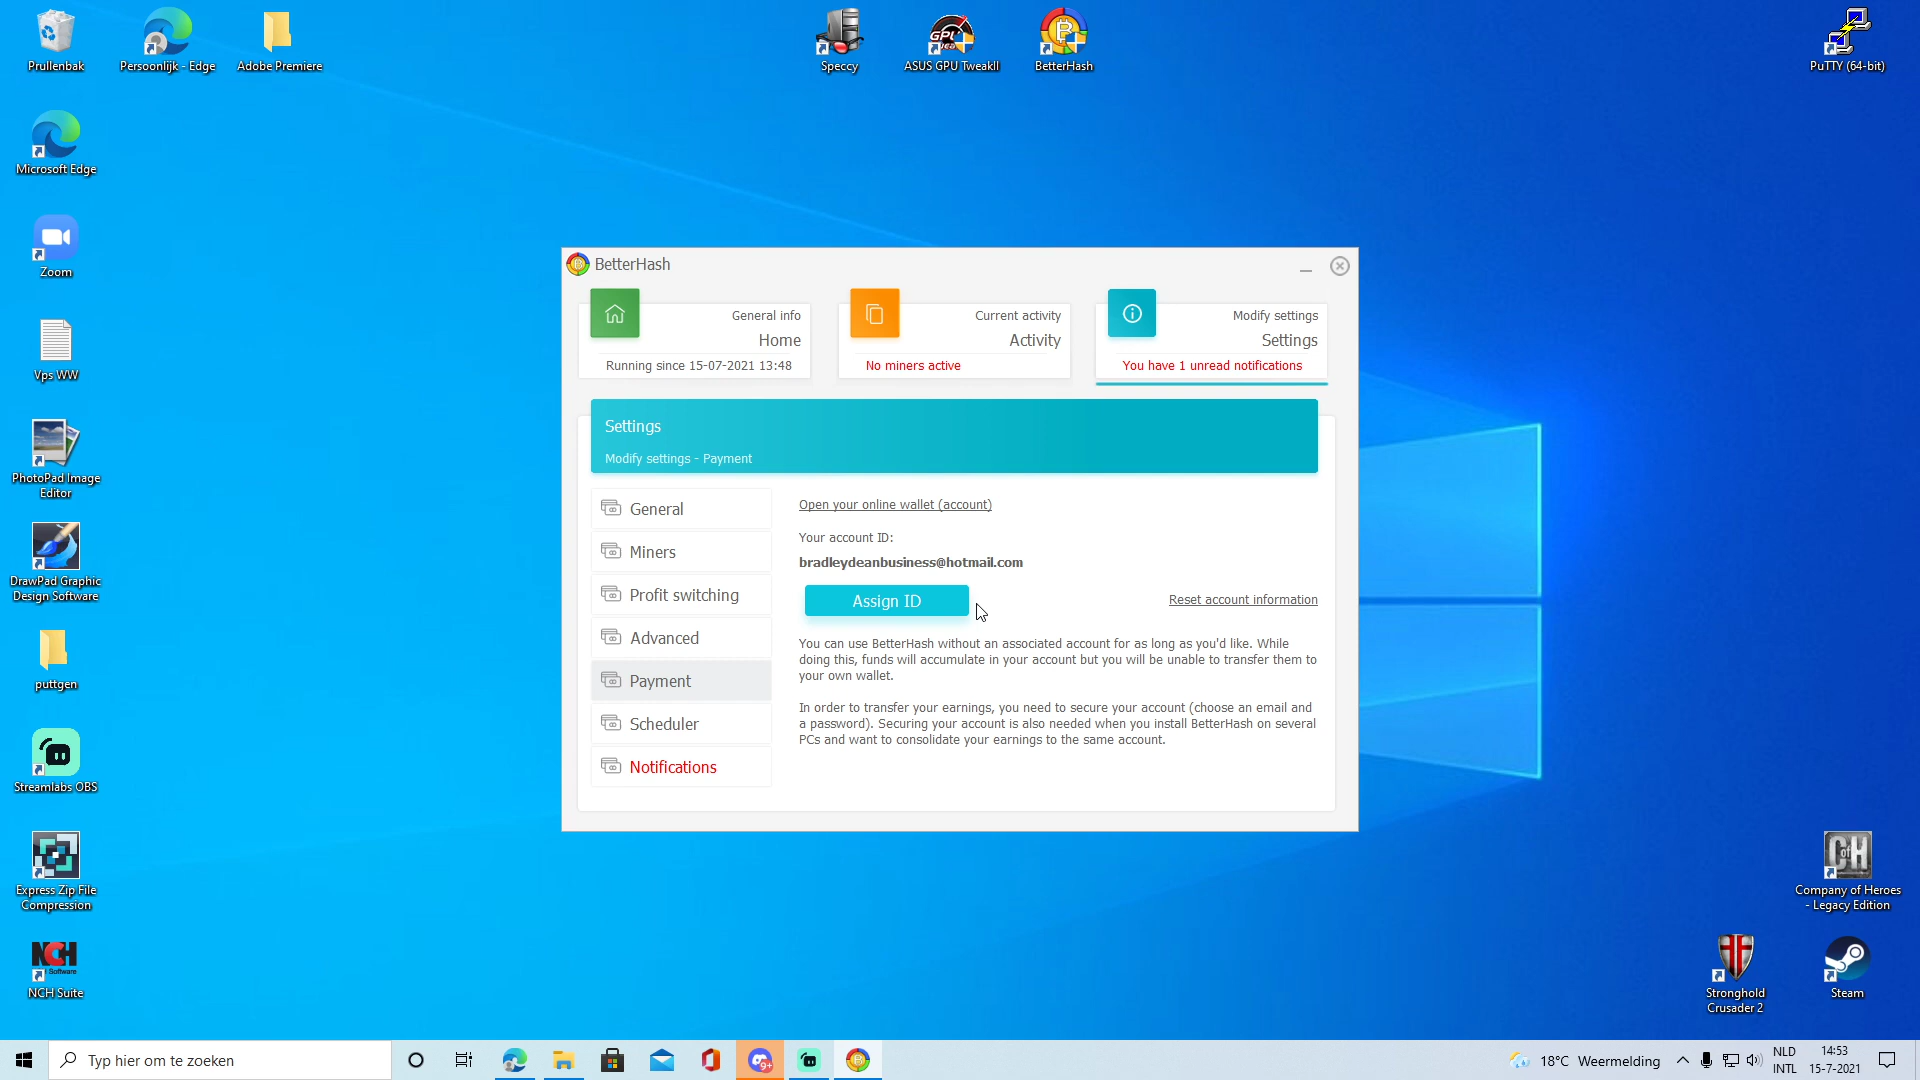 Prullenbak
Persoonlijk - Edge
Adobe Premiere
Speccy
ASUS GPU TweakII
BetterHash
PuTTY (64-bit)
Microsoft Edge
Zoom
Vps WW
PhotoPad Image
Editor
DrawPad Graphic
Design Software
puttgen
Streamlabs OBS
Express Zip File
Compression
NCH Suite
BetterHash
General info
Home
Running since 15-07-2021 13:48
Current activity
Activity
No miners active
Modify settings
Settings
You have 1 unread notifications
Settings
Modify settings - Payment
General
Miners
Profit switching
Advanced
Payment
Scheduler
Notifications
Open your online wallet (account)
Your account ID:
bradleydeanbusiness@hotmail.com
Assign ID
Reset account information
You can use BetterHash without an associated account for as long as you'd like. While
doing this, funds will accumulate in your account but you will be unable to transfer them to
your own wallet.
In order to transfer your earnings, you need to secure your account (choose an email and
a password). Securing your account is also needed when you install BetterHash on several
PCs and want to consolidate your earnings to the same account.
Company of Heroes
- Legacy Edition
Stronghold
Crusader 2
Steam
Typ hier om te zoeken
9+
18°C Weermelding
NLD
INTL
14:53
15-7-2021